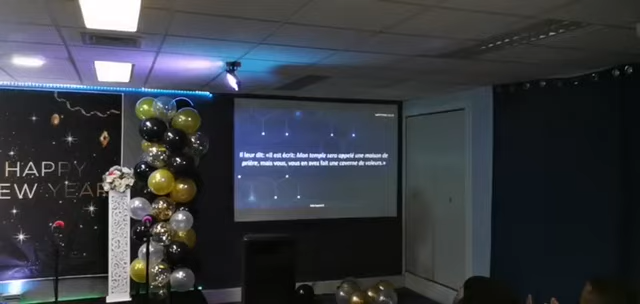 HAPPY
NEW YEAR
Il leur dit: «Il est écrit: Mon temple sera appelé une maison de
prière, mais vous, vous en avez fait une caverne de voleurs.»